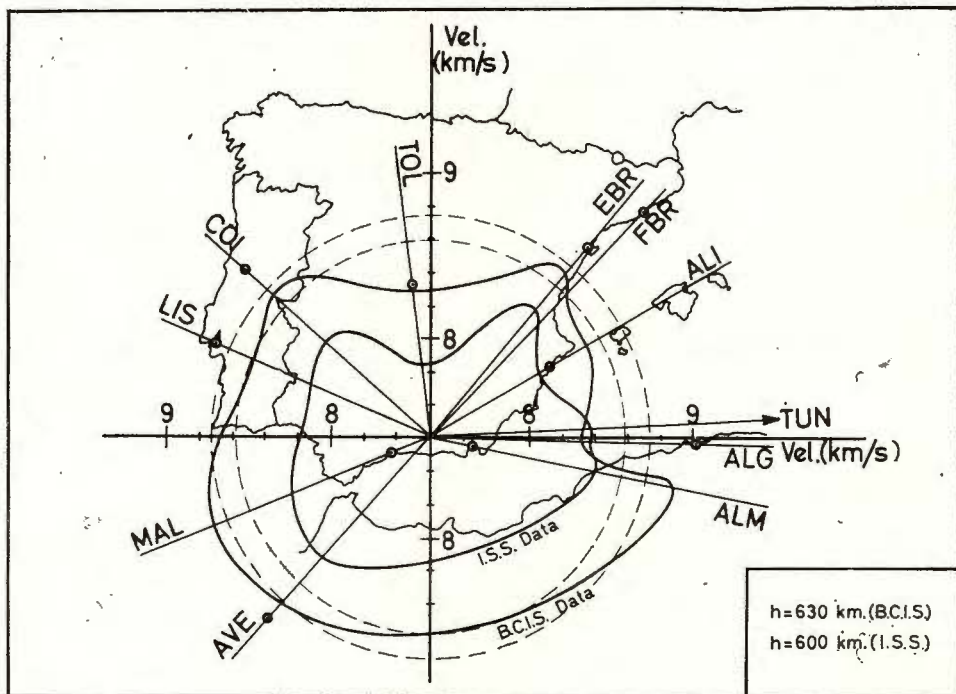 Vel.
(km/s)
TOL
9
EBR
FBR
COI
ALI
LIS
8
9
8
8
9
TUN
ALG
Vel.(km/s)
ALM
MAL
8
I.S.S. Data
B.C.I.S. Data
AVE
h=630 km.(B.C.I.S.)
h=600 km.(I.S.S.)